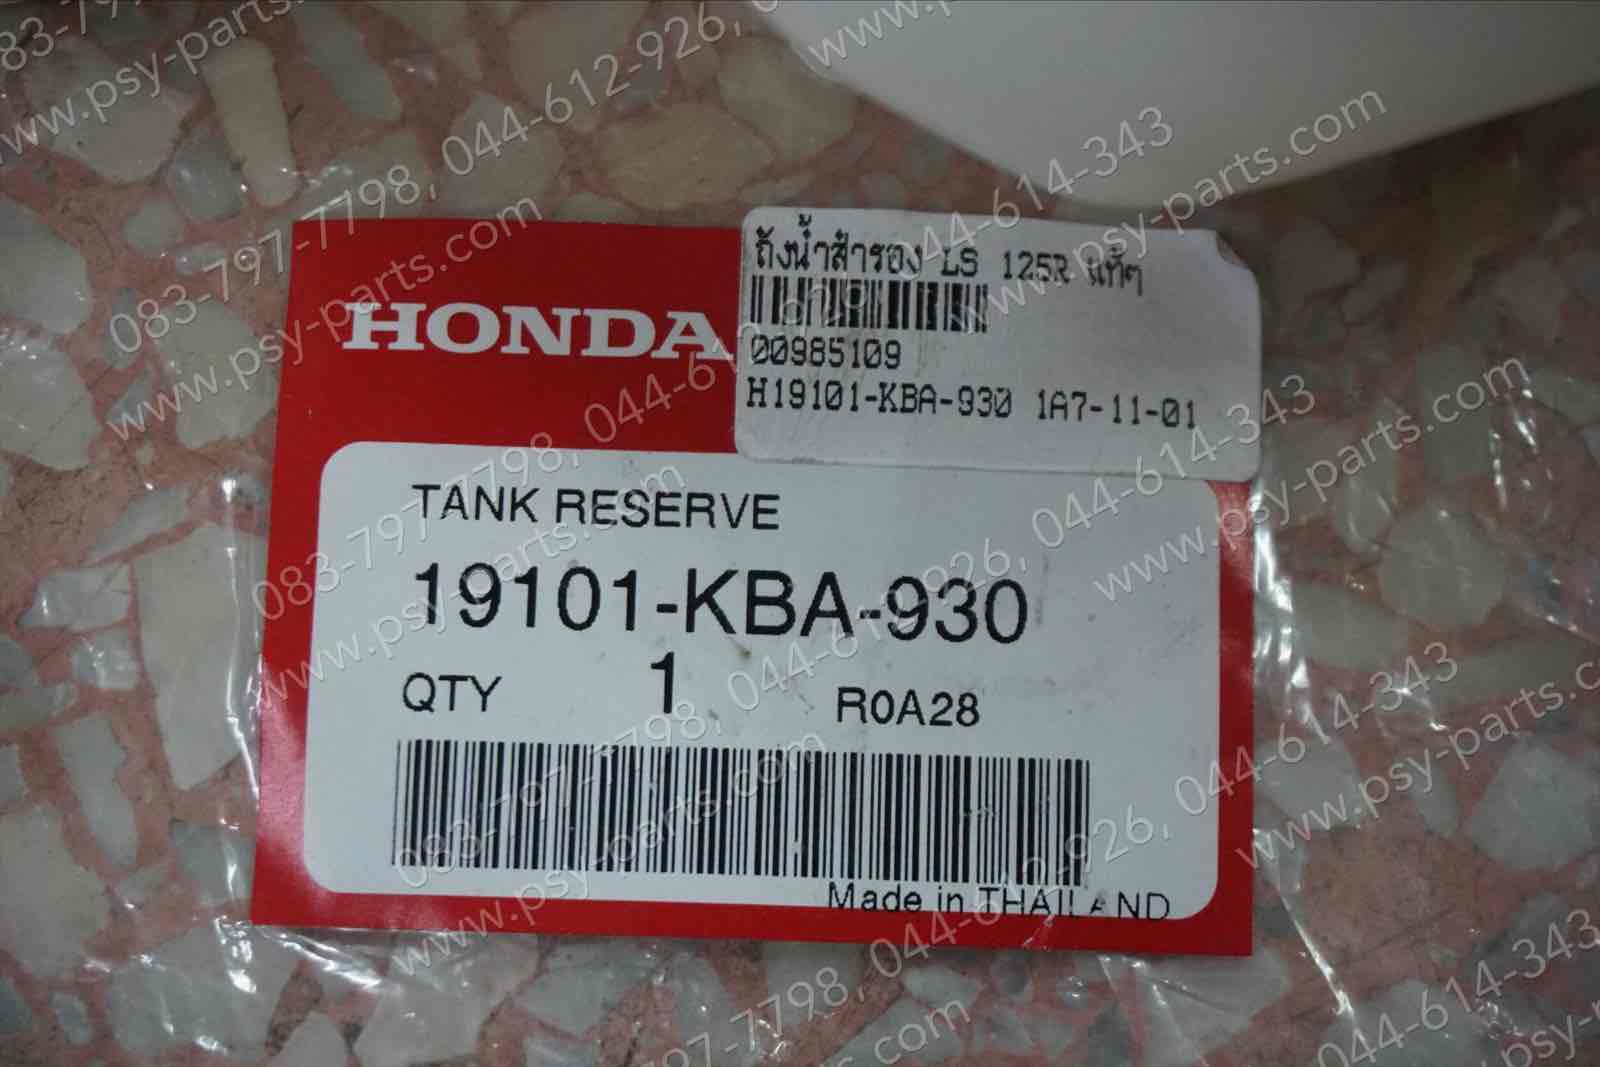 ถังน้ำสำรอง LS 125R แท้ๆ
00985109
H19101-KBA-930 1A7-11-01
HONDA
TANK RESERVE
19101-KBA-930
QTY 1 R0A28
Made in THAILAND
083-797-7798, 044-612-926, 044-614-343
www.psy-parts.com